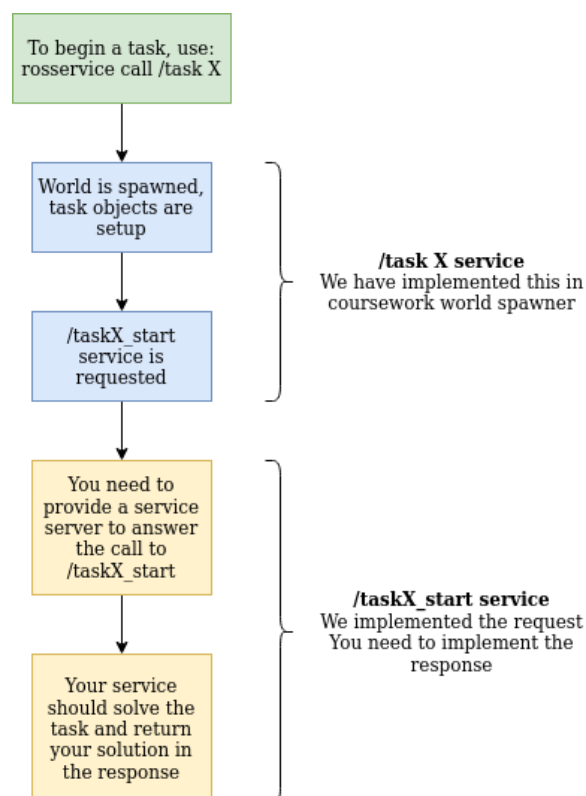 To begin a task, use:
rosservice call /task X
World is spawned,
task objects are
setup
/task X service
We have implemented this in
coursework world spawner
/taskX_start
service is
requested
You need to
provide a service
server to answer
the call to
/taskX_start
/taskX_start service
We implemented the request
You need to implement the
response
Your service
should solve the
task and return
your solution in
the response